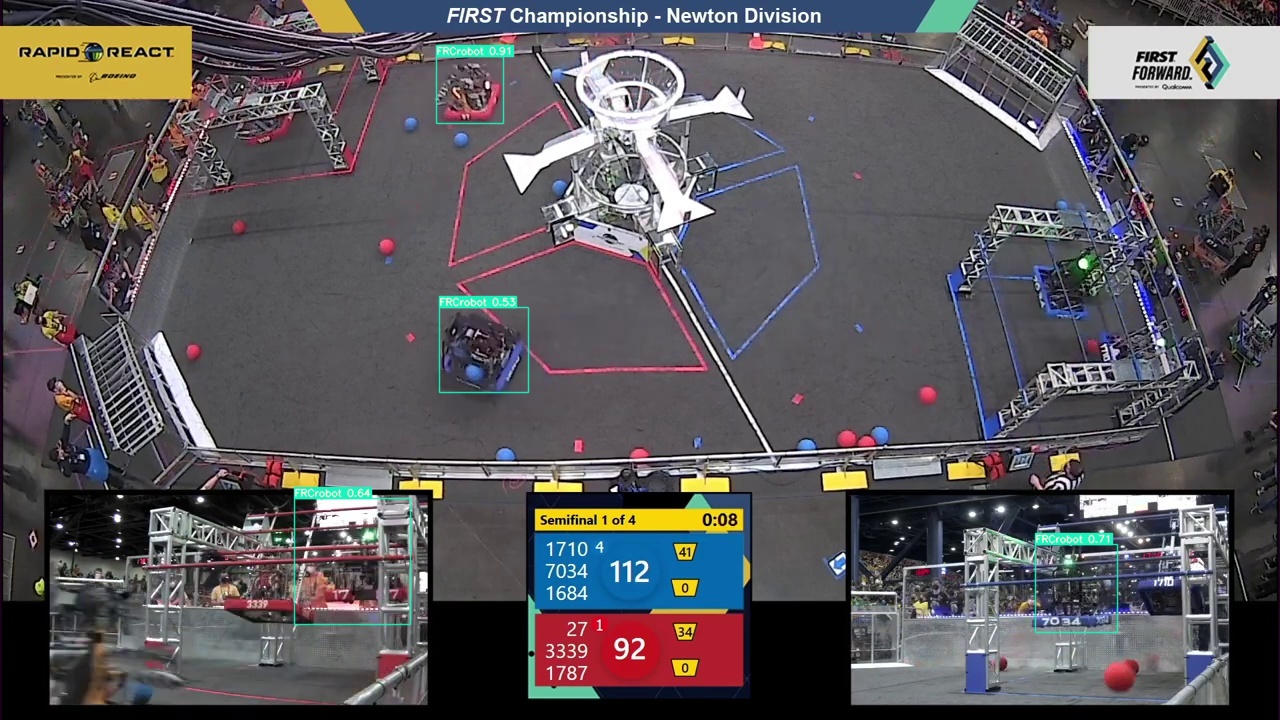 FIRST Championship - Newton Division
RAPID REACT
PRESENTED BY BOEING
FIRST
FORWARD
PRESENTED BY Qualcomm
FRCrobot 0.91
FRCrobot 0.53
FRCrobot 0.64
3339
FRCrobot 0.71
7034
1710
Semifinal 1 of 4 0:08
1710 4
7034
1684
112
41
0
27 1
3339
1787
92
34
0